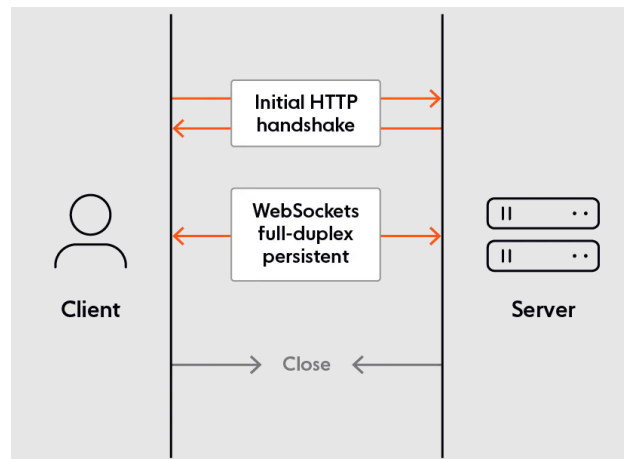 Initial HTTP
handshake
WebSockets
full-duplex
persistent
Client
Server
Close